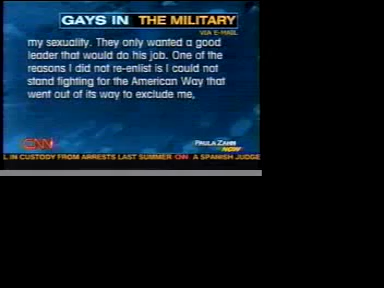 GAYS IN THE MILITARY
VIA E-MAIL
my sexuality. They only wanted a good
leader that would do his job. One of the
reasons I did not re-enlist is I could not
stand fighting for the American Way that
went out of its way to exclude me,
CNN
PAULA ZAHN
NOW
L IN CUSTODY FROM ARRESTS LAST SUMMER CNN A SPANISH JUDGE